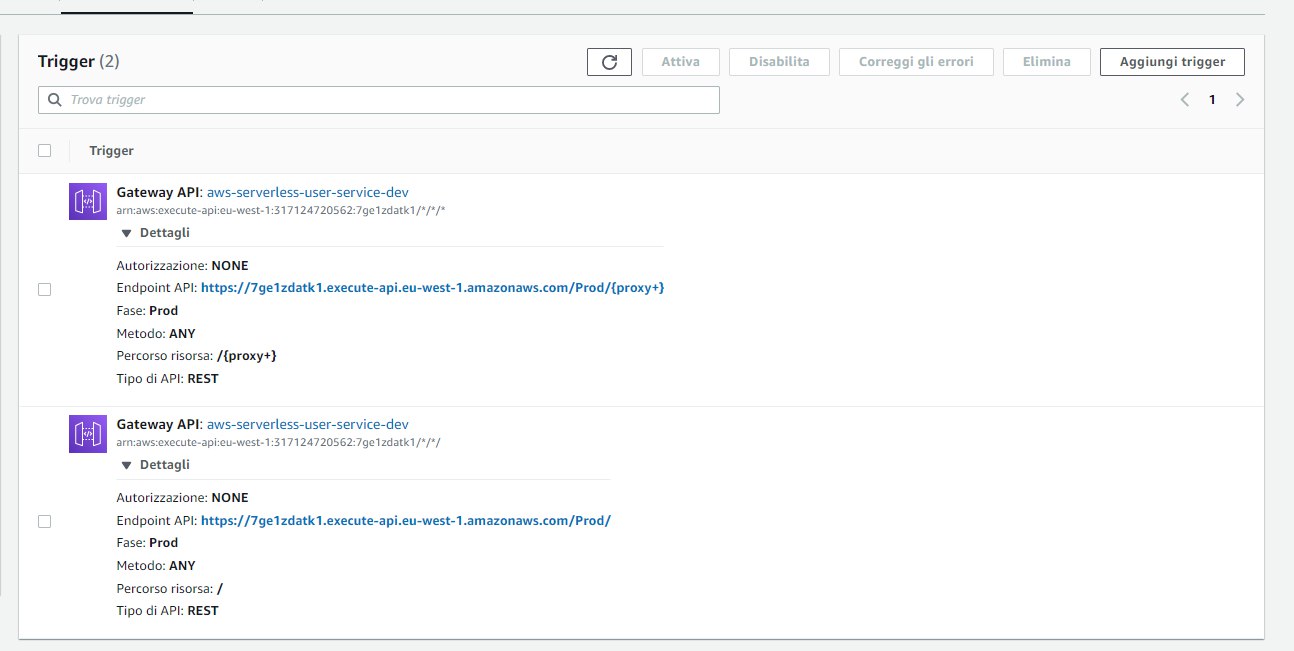 Trigger (2)
Attiva
Disabilita
Correggi gli errori
Elimina
Aggiungi trigger
Trova trigger
1
Trigger
Gateway API: aws-serverless-user-service-dev
arn:aws:execute-api:eu-west-1:317124720562:7ge1zdatk1/*/*/*
Dettagli
Autorizzazione: NONE
Endpoint API: https://7ge1zdatk1.execute-api.eu-west-1.amazonaws.com/Prod/{proxy+}
Fase: Prod
Metodo: ANY
Percorso risorsa: /{proxy+}
Tipo di API: REST
Gateway API: aws-serverless-user-service-dev
arn:aws:execute-api:eu-west-1:317124720562:7ge1zdatk1/*/*/
Dettagli
Autorizzazione: NONE
Endpoint API: https://7ge1zdatk1.execute-api.eu-west-1.amazonaws.com/Prod/
Fase: Prod
Metodo: ANY
Percorso risorsa: /
Tipo di API: REST